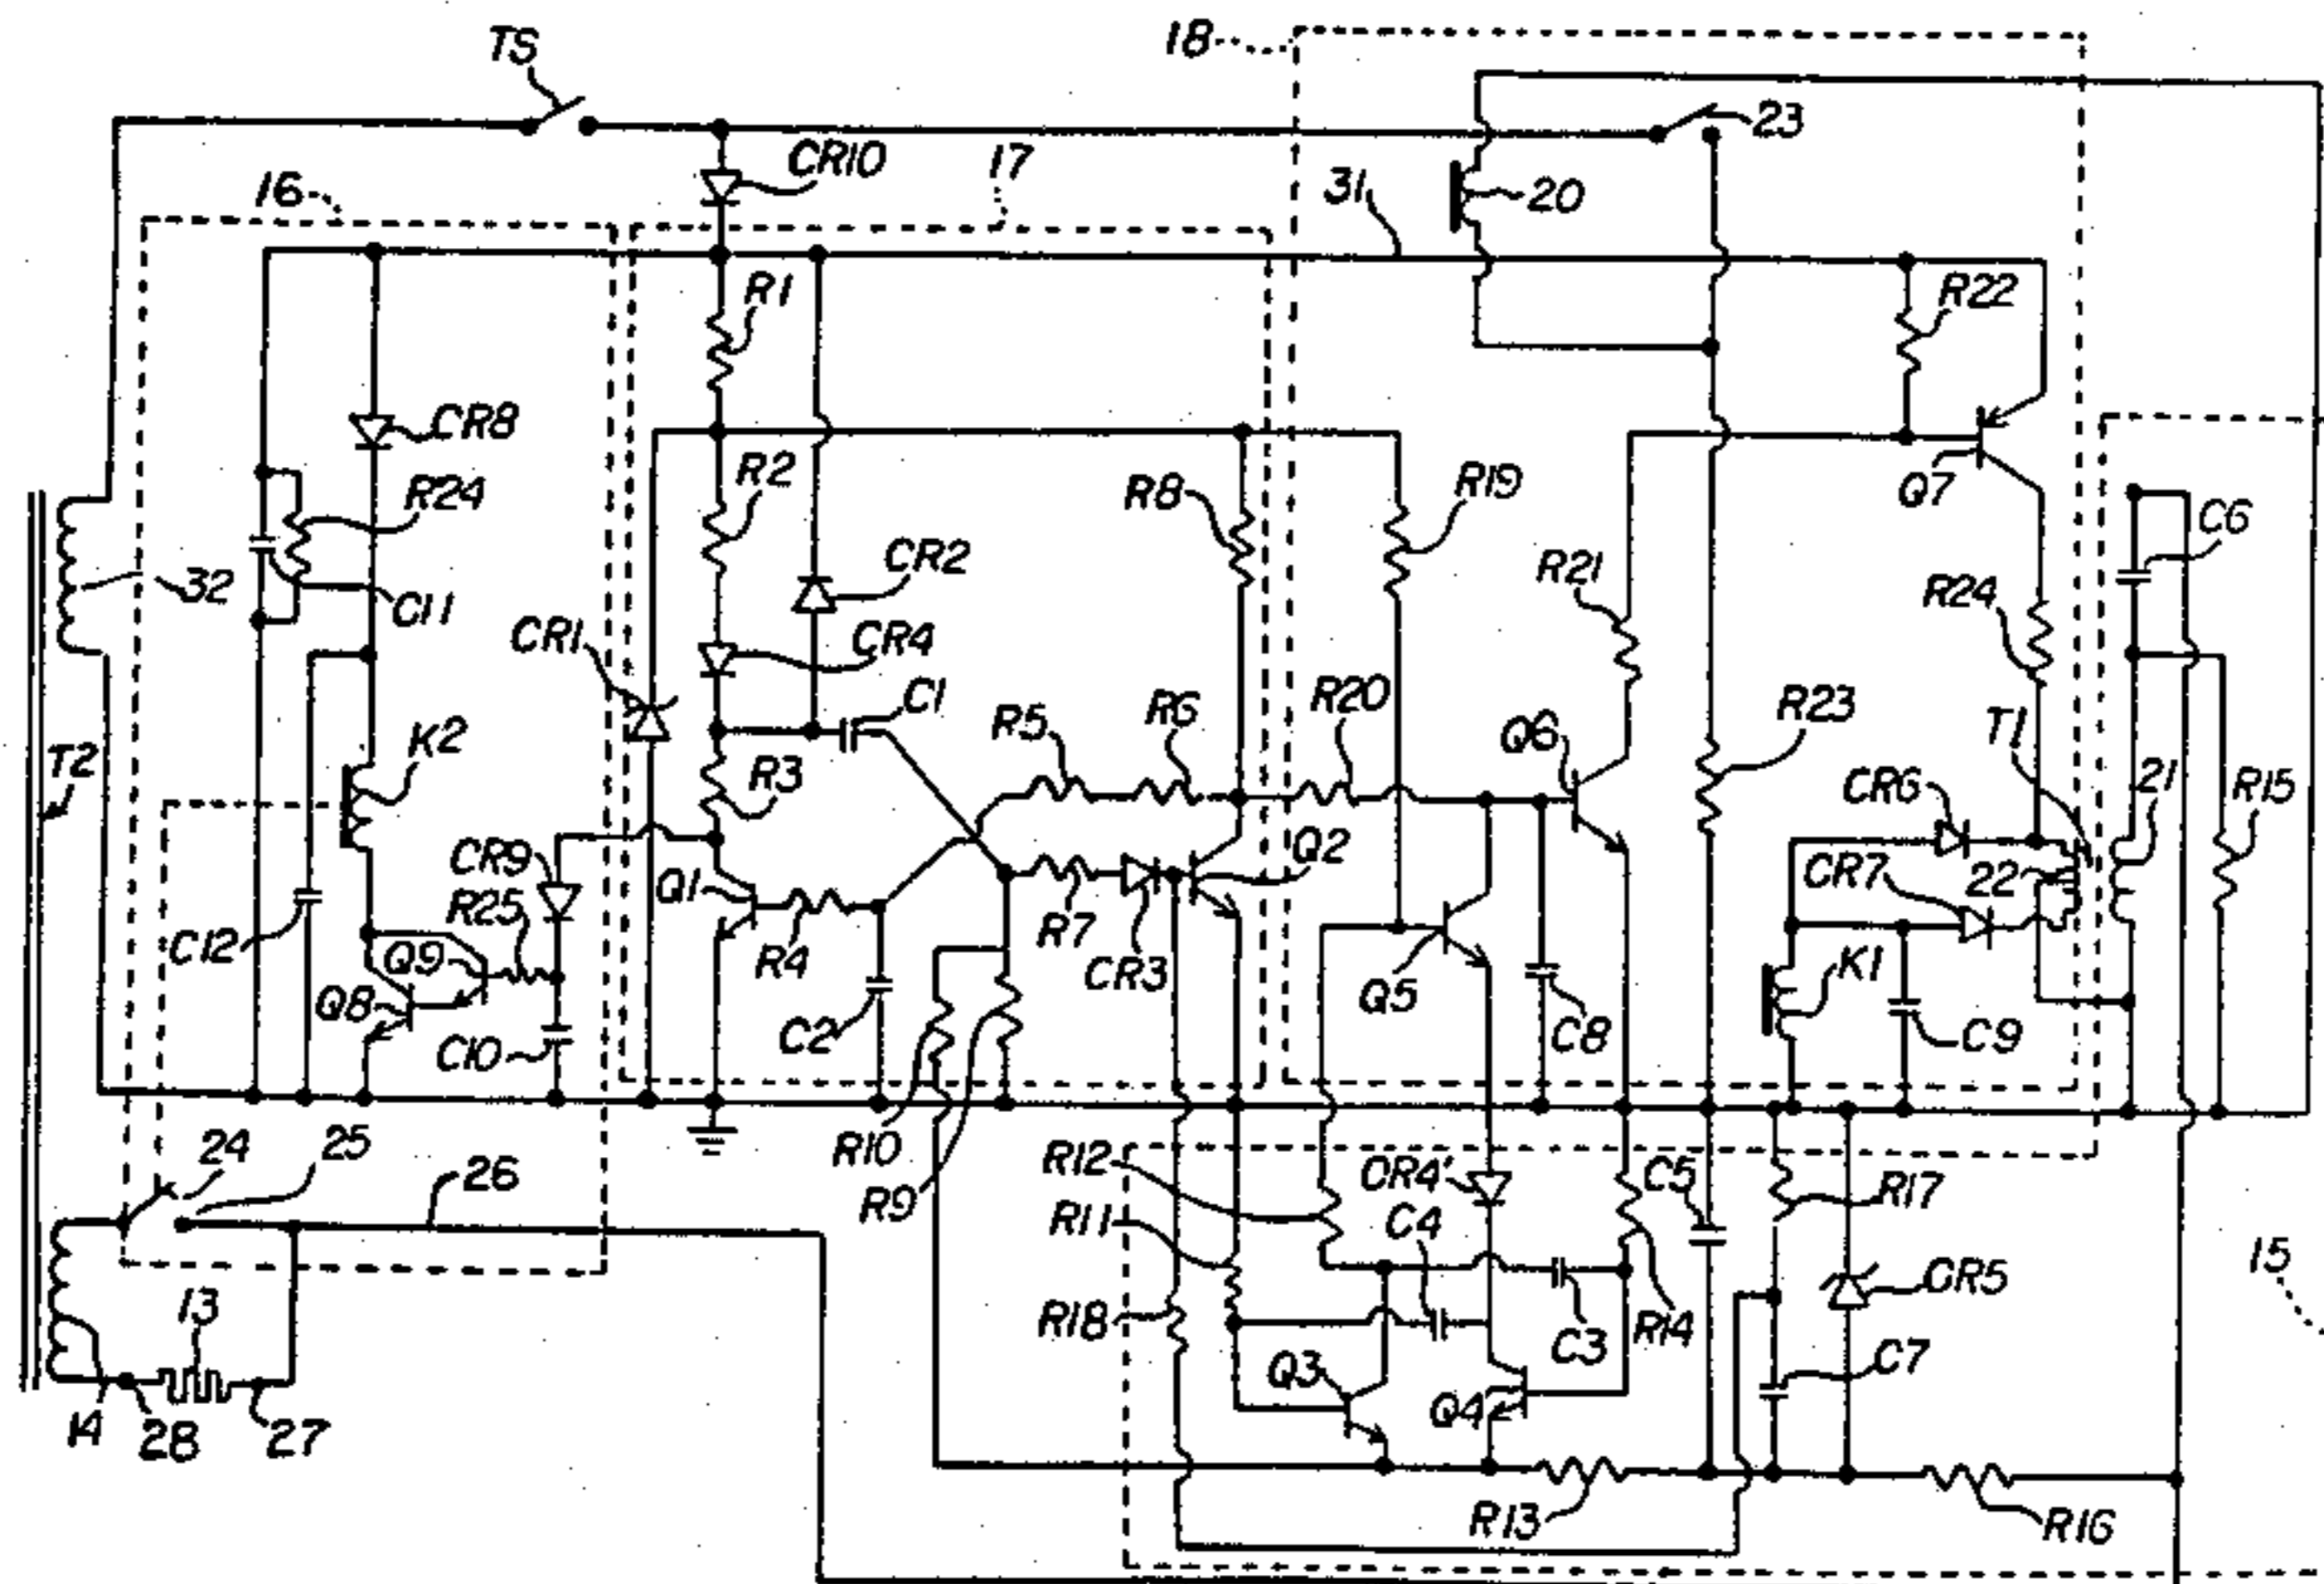 18
TS
23
CR10
17
16
31
20
R1
R22
CR8
R2
R24
R8
R19
Q7
C6
CR2
R21
32
C11
R24
CR1
CR4
C1
R5
R6
R20
Q6
R23
T1
K2
T2
R3
21
CR6
R15
CR9
Q1
Q2
CR7
22
R25
R4
R7
C12
Q9
CR3
Q5
K1
Q8
C2
C8
C9
C10
24
25
R10
R12
CR4'
C5
R17
26
R9
R11
C4
15
CR5
13
R18
C3
R14
C7
Q3
Q4
14
28
27
R13
R16